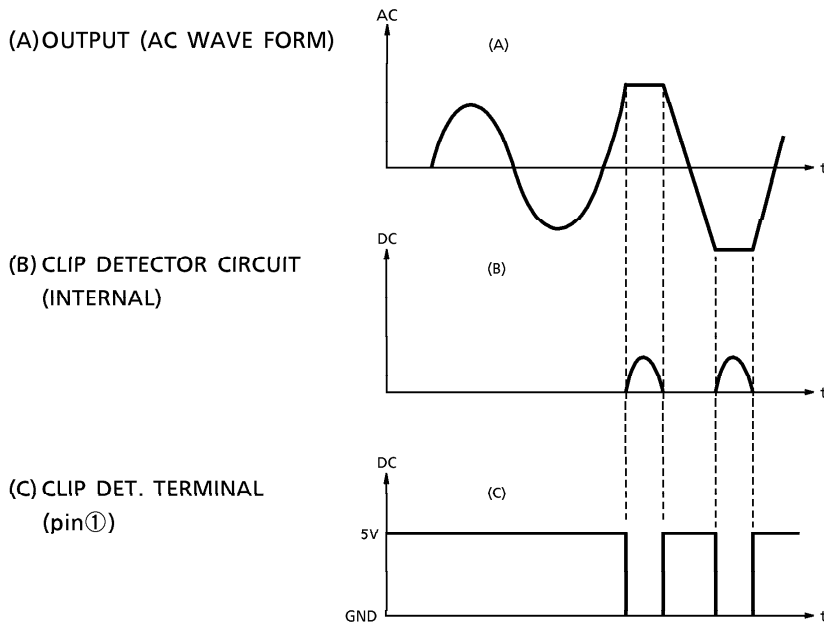 AC
(A) OUTPUT (AC WAVE FORM)
(A)
t
DC
(B) CLIP DETECTOR CIRCUIT
(INTERNAL)
(B)
t
DC
(C) CLIP DET. TERMINAL
(pin①)
(C)
5V
GND
t